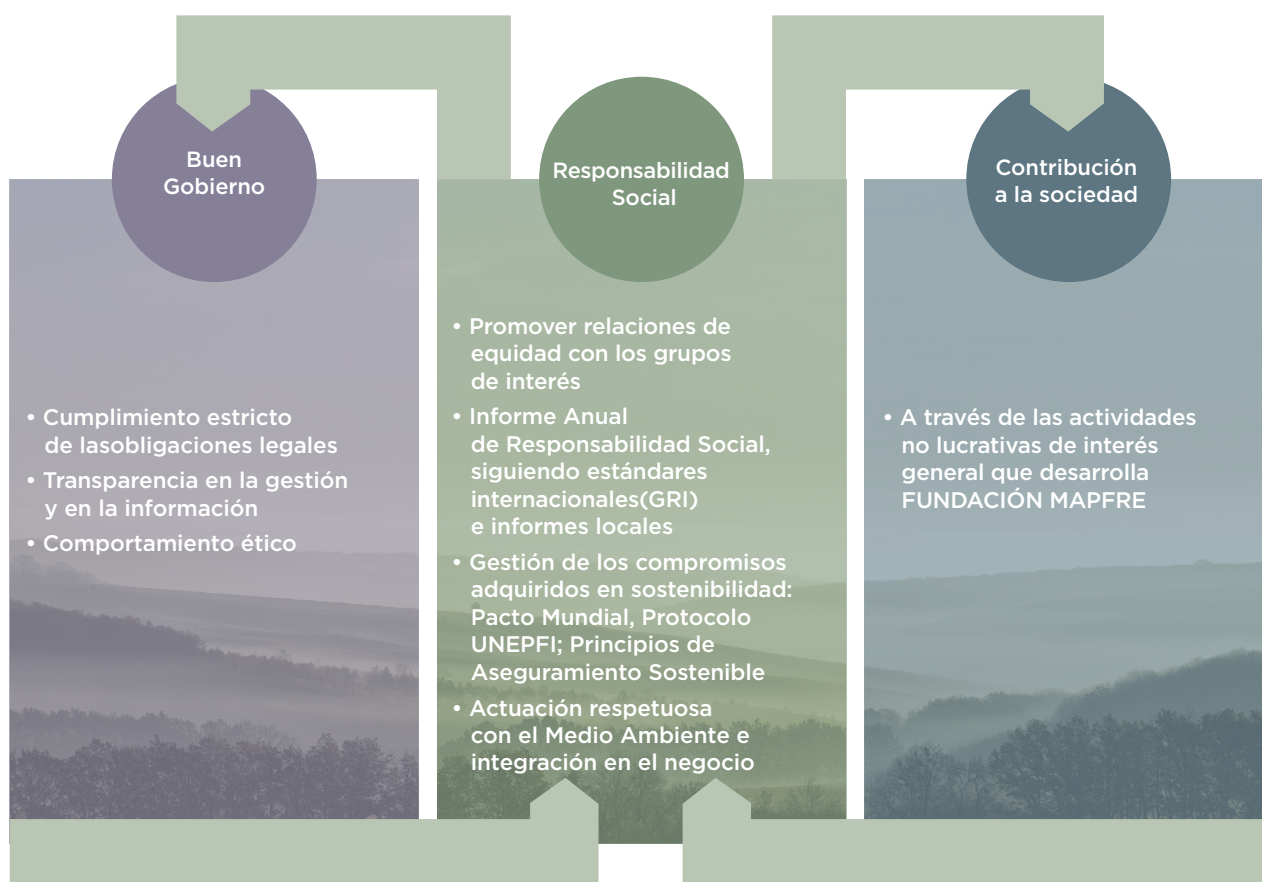 Buen
Gobierno
• Cumplimiento estricto
de lasobligaciones legales
• Transparencia en la gestión
y en la información
• Comportamiento ético
Responsabilidad
Social
• Promover relaciones de
equidad con los grupos
de interés
• Informe Anual
de Responsabilidad Social,
siguiendo estándares
internacionales(GRI)
e informes locales
• Gestión de los compromisos
adquiridos en sostenibilidad:
Pacto Mundial, Protocolo
UNEPFI; Principios de
Aseguramiento Sostenible
• Actuación respetuosa
con el Medio Ambiente e
integración en el negocio
Contribución
a la sociedad
• A través de las actividades
no lucrativas de interés
general que desarrolla
FUNDACIÓN MAPFRE